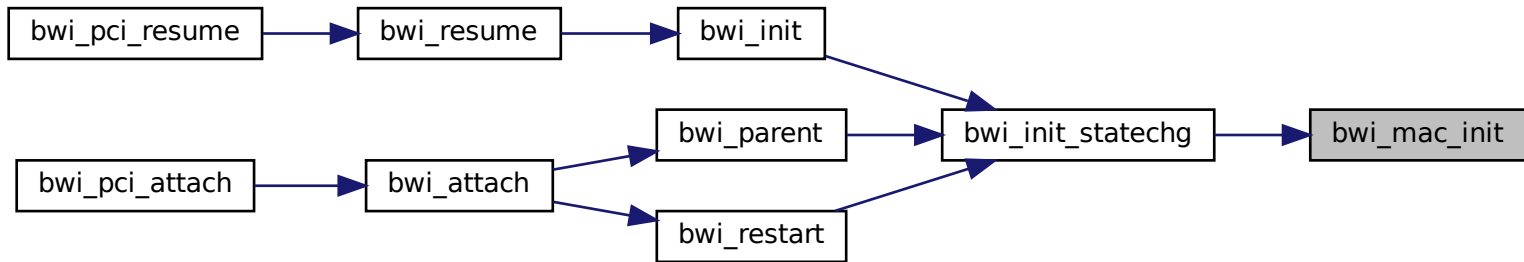 bwi_pci_resume
bwi_resume
bwi_init
bwi_parent
bwi_init_statechg
bwi_mac_init
bwi_pci_attach
bwi_attach
bwi_restart